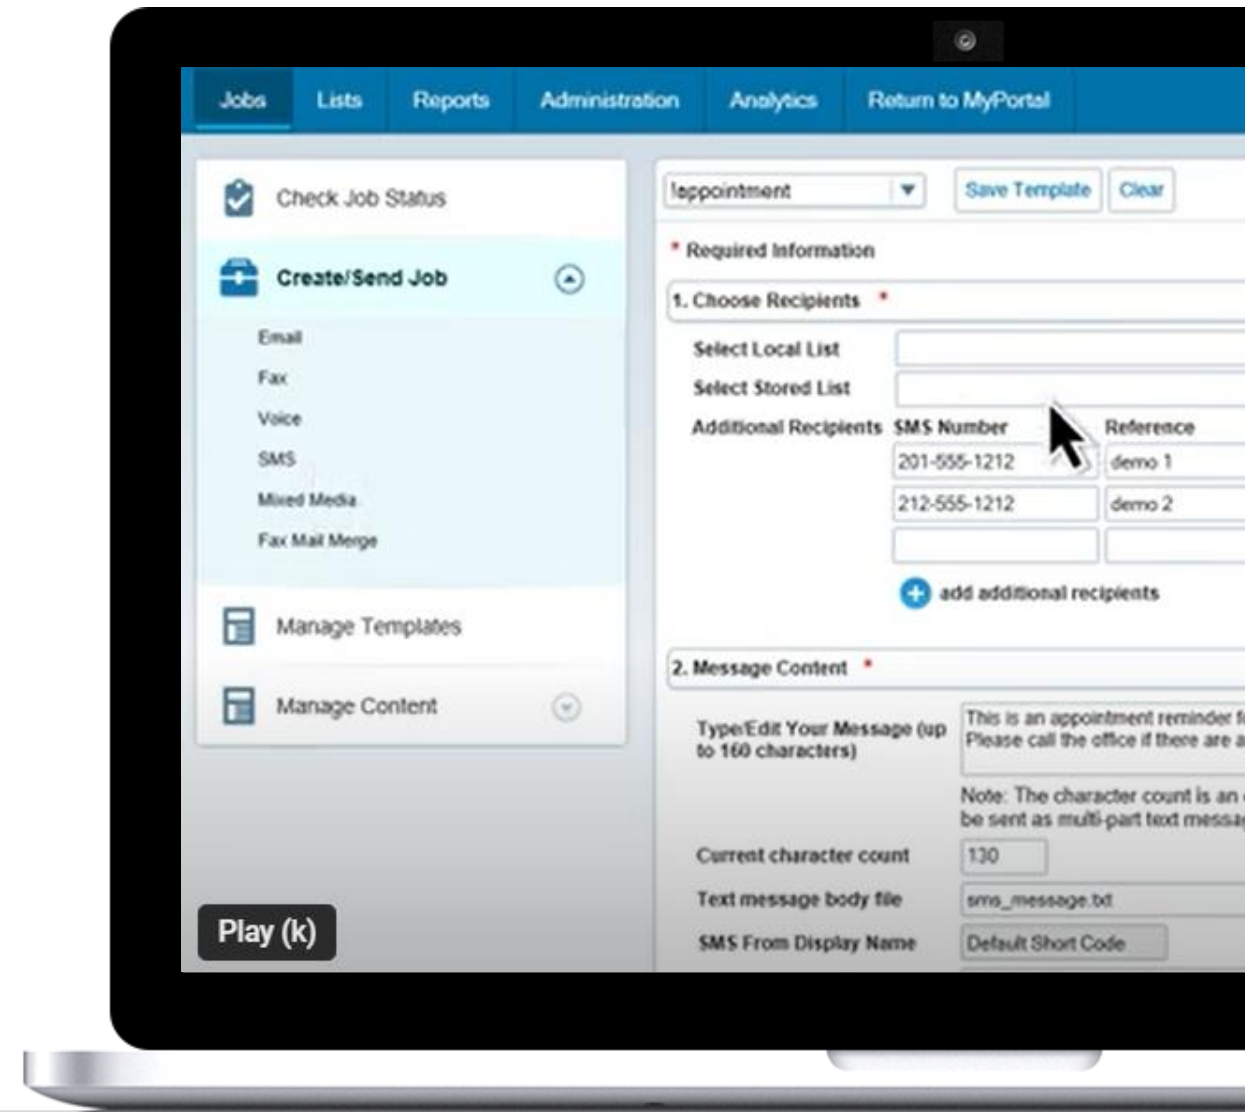 Jobs Lists Reports Administration Analytics Return to MyPortal
Check Job Status
Create/Send Job
Email
Fax
Voice
SMS
Mixed Media
Fax Mail Merge
Manage Templates
Manage Content
!appointment Save Template Clear
* Required Information
1. Choose Recipients *
Select Local List
Select Stored List
Additional Recipients SMS Number Reference
201-555-1212 demo 1
212-555-1212 demo 2
add additional recipients
2. Message Content *
Type/Edit Your Message (up
to 160 characters)
This is an appointment reminder
Please call the office if there are
Note: The character count is an
be sent as multi-part text
Current character count 130
Text message body file sms_message.txt
SMS From Display Name Default Short Code
Play (k)